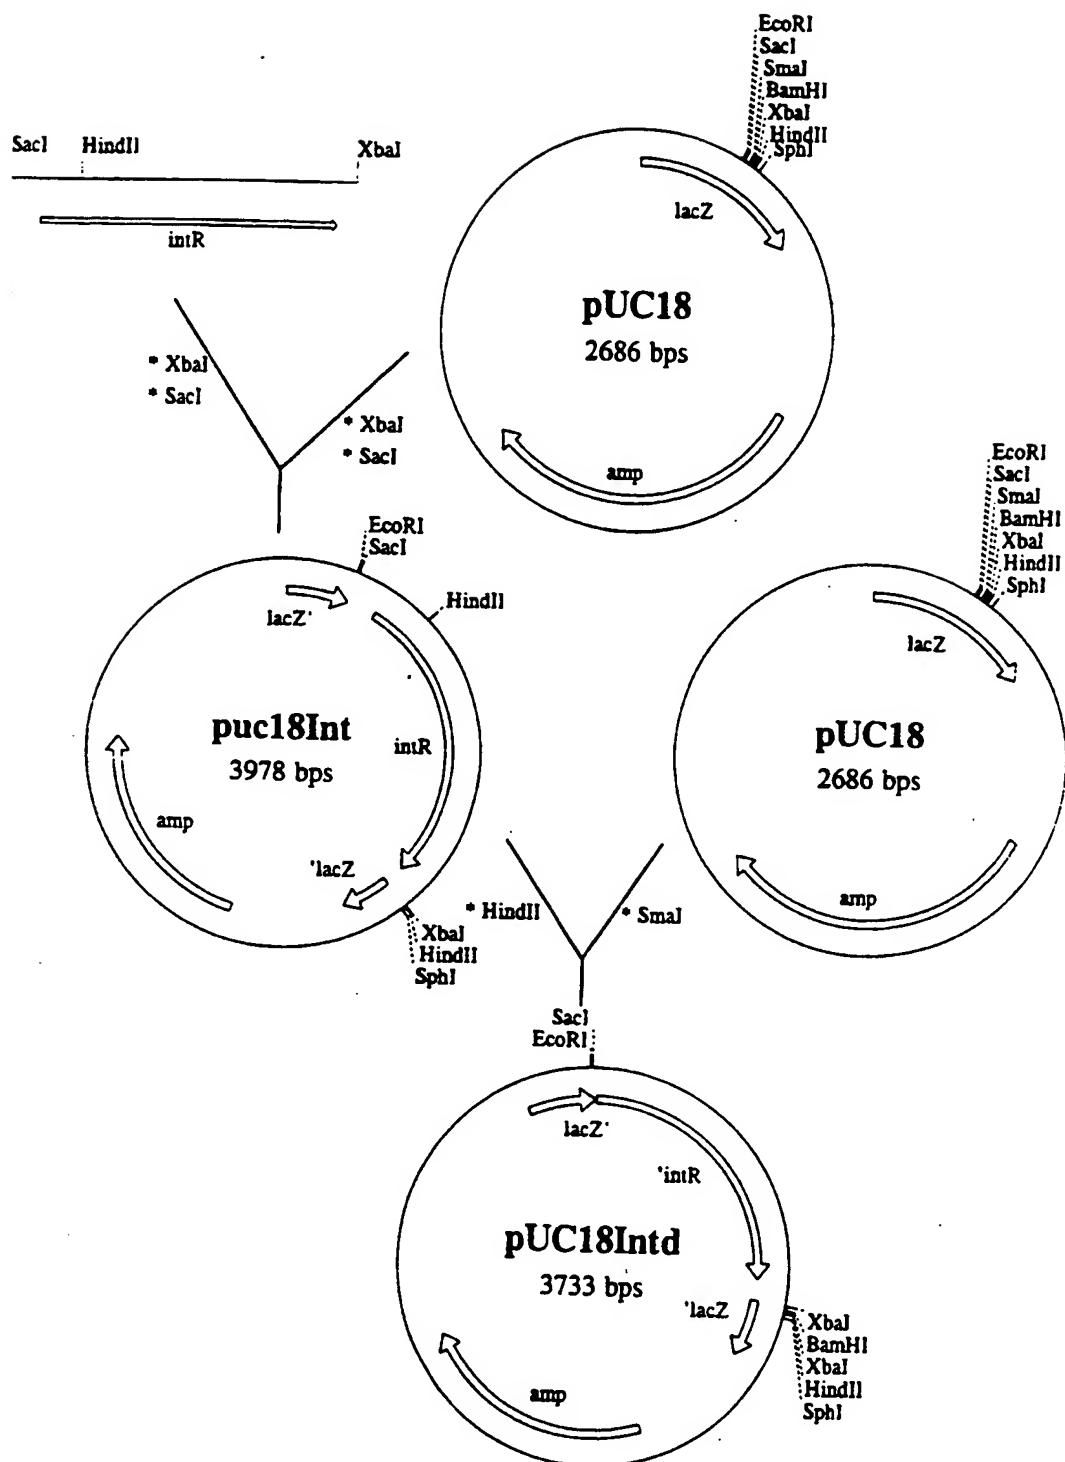 EcoRI
SacI
SmaI
BamHI
XbaI
HindII
SphI
lacZ
pUC18
2686 bps
amp
SacI
HindII
XbaI
intR
* XbaI
* SacI
* XbaI
* SacI
EcoRI
SacI
HindII
lacZ'
puc18Int
3978 bps
intR
amp
'lacZ
XbaI
HindII
SphI
EcoRI
SacI
SmaI
BamHI
XbaI
HindII
SphI
lacZ
pUC18
2686 bps
amp
* HindII
* SmaI
SacI
EcoRI
lacZ'
'intR
pUC18Intd
3733 bps
'lacZ
amp
XbaI
BamHI
XbaI
HindII
SphI